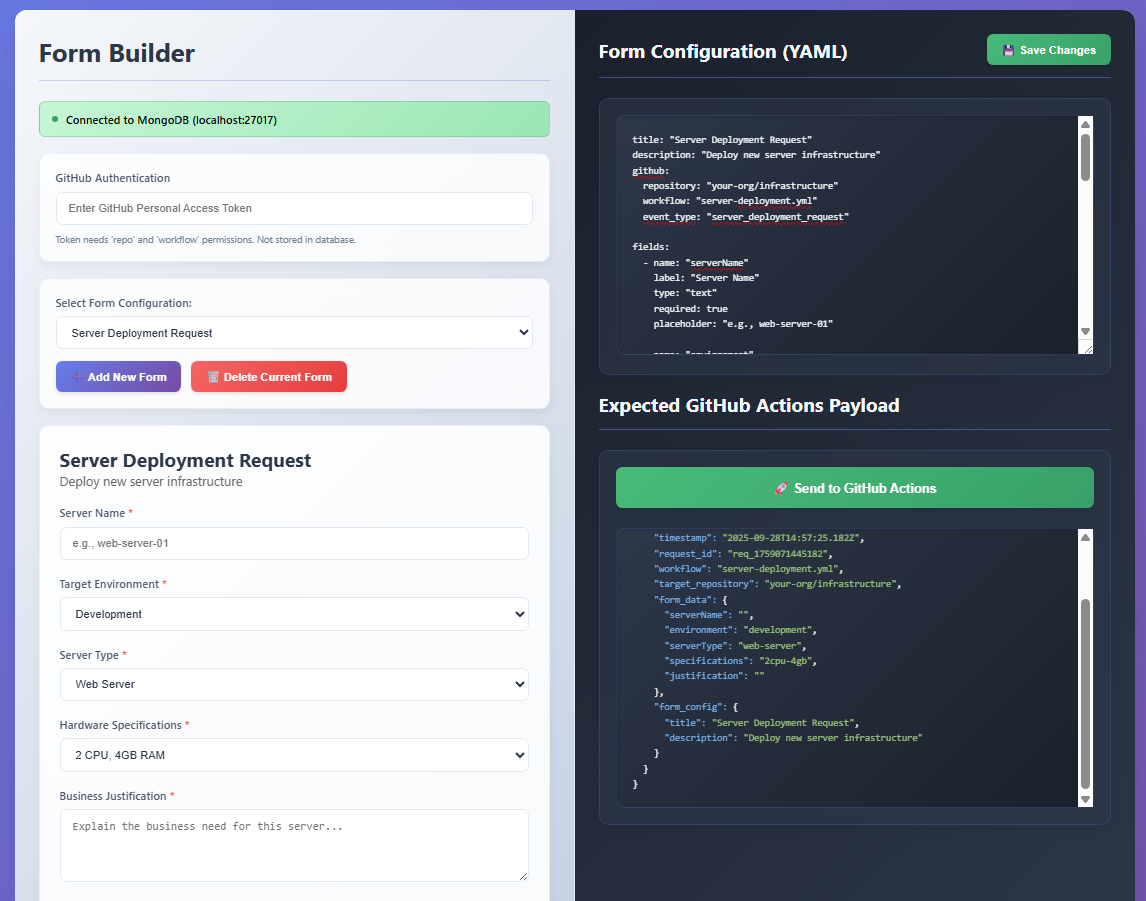 Form Builder
Connected to MongoDB (localhost:27017)
GitHub Authentication
Enter GitHub Personal Access Token
Token needs 'repo' and 'workflow' permissions. Not stored in database.
Select Form Configuration:
Server Deployment Request
Add New Form
Delete Current Form
Server Deployment Request
Deploy new server infrastructure
Server Name *
e.g., web-server-01
Target Environment *
Development
Server Type *
Web Server
Hardware Specifications *
2 CPU, 4GB RAM
Business Justification *
Explain the business need for this server...
Form Configuration (YAML)
Save Changes
title: "Server Deployment Request"
description: "Deploy new server infrastructure"
github:
  repository: "your-org/infrastructure"
  workflow: "server-deployment.yml"
  event_type: "server_deployment_request"
fields:
  - name: "serverName"
    label: "Server Name"
    type: "text"
    required: true
    placeholder: "e.g., web-server-01"
Expected GitHub Actions Payload
Send to GitHub Actions
    "timestamp": "2025-09-28T14:57:25.182Z",
    "request_id": "req_1759071445182",
    "workflow": "server-deployment.yml",
    "target_repository": "your-org/infrastructure",
    "form_data": {
      "serverName": "",
      "environment": "development",
      "serverType": "web-server",
      "specifications": "2cpu-4gb",
      "justification": ""
    },
    "form_config": {
      "title": "Server Deployment Request",
      "description": "Deploy new server infrastructure"
    }
  }
}